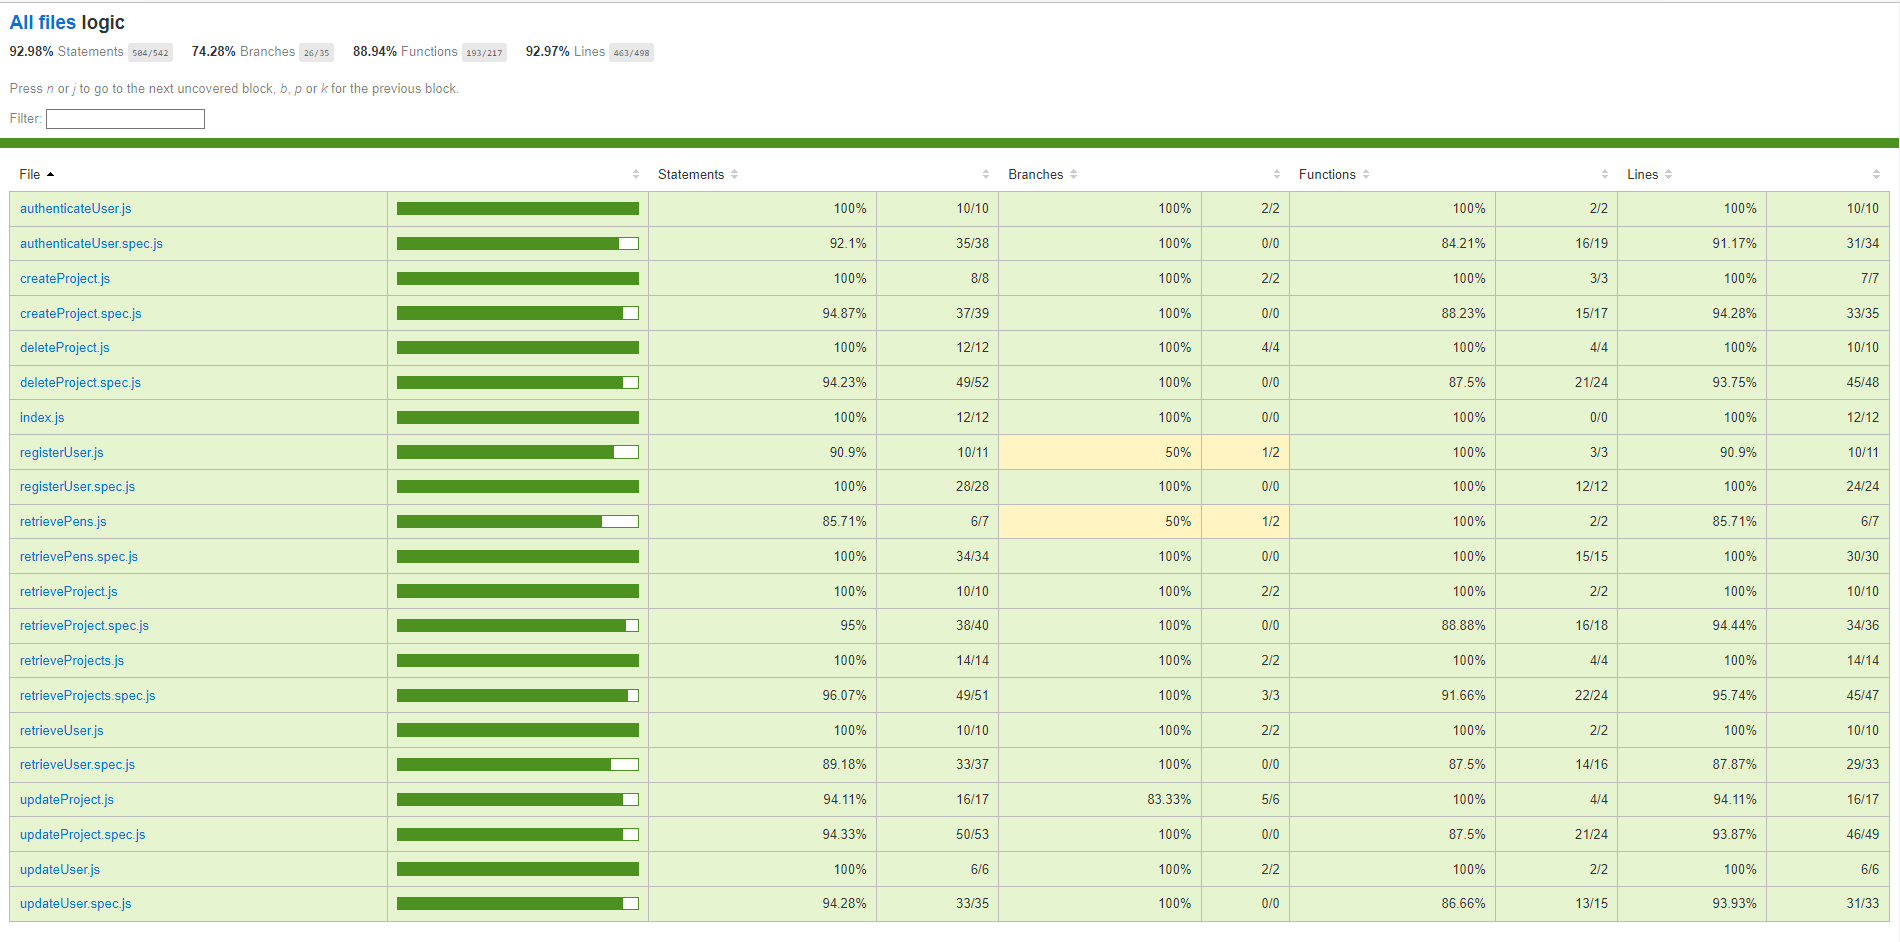 All files logic
92.98% Statements 504/542 74.28% Branches 26/35 88.94% Functions 193/217 92.97% Lines 463/498
Press n or j to go to the next uncovered block, b, p or k for the previous block.
Filter:
File Statements Branches Functions Lines
authenticateUser.js 100% 10/10 100% 2/2 100% 2/2 100% 10/10
authenticateUser.spec.js 92.1% 35/38 100% 0/0 84.21% 16/19 91.17% 31/34
createProject.js 100% 8/8 100% 2/2 100% 3/3 100% 7/7
createProject.spec.js 94.87% 37/39 100% 0/0 88.23% 15/17 94.28% 33/35
deleteProject.js 100% 12/12 100% 4/4 100% 4/4 100% 10/10
deleteProject.spec.js 94.23% 49/52 100% 0/0 87.5% 21/24 93.75% 45/48
index.js 100% 12/12 100% 0/0 100% 0/0 100% 12/12
registerUser.js 90.9% 10/11 50% 1/2 100% 3/3 90.9% 10/11
registerUser.spec.js 100% 28/28 100% 0/0 100% 12/12 100% 24/24
retrievePens.js 85.71% 6/7 50% 1/2 100% 2/2 85.71% 6/7
retrievePens.spec.js 100% 34/34 100% 0/0 100% 15/15 100% 30/30
retrieveProject.js 100% 10/10 100% 2/2 100% 2/2 100% 10/10
retrieveProject.spec.js 95% 38/40 100% 0/0 88.88% 16/18 94.44% 34/36
retrieveProjects.js 100% 14/14 100% 2/2 100% 4/4 100% 14/14
retrieveProjects.spec.js 96.07% 49/51 100% 3/3 91.66% 22/24 95.74% 45/47
retrieveUser.js 100% 10/10 100% 2/2 100% 2/2 100% 10/10
retrieveUser.spec.js 89.18% 33/37 100% 0/0 87.5% 14/16 87.87% 29/33
updateProject.js 94.11% 16/17 83.33% 5/6 100% 4/4 94.11% 16/17
updateProject.spec.js 94.33% 50/53 100% 0/0 87.5% 21/24 93.87% 46/49
updateUser.js 100% 6/6 100% 2/2 100% 2/2 100% 6/6
updateUser.spec.js 94.28% 33/35 100% 0/0 86.66% 13/15 93.93% 31/33